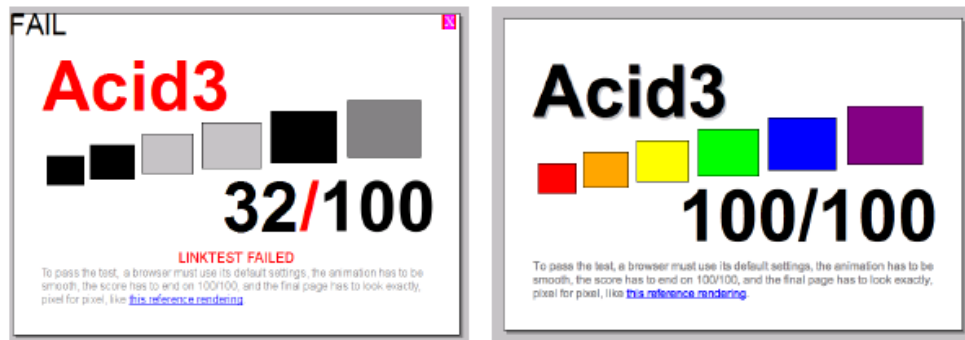 FAIL
X
Acid3
32/100
LINKTEST FAILED
To pass the test, a browser must use its default settings, the animation has to be
smooth, the score has to end on 100/100, and the final page has to look exactly,
pixel for pixel, like this reference rendering.
Acid3
100/100
To pass the test, a browser must use its default settings, the animation has to be
smooth, the score has to end on 100/100, and the final page has to look exactly,
pixel for pixel, like this reference rendering.